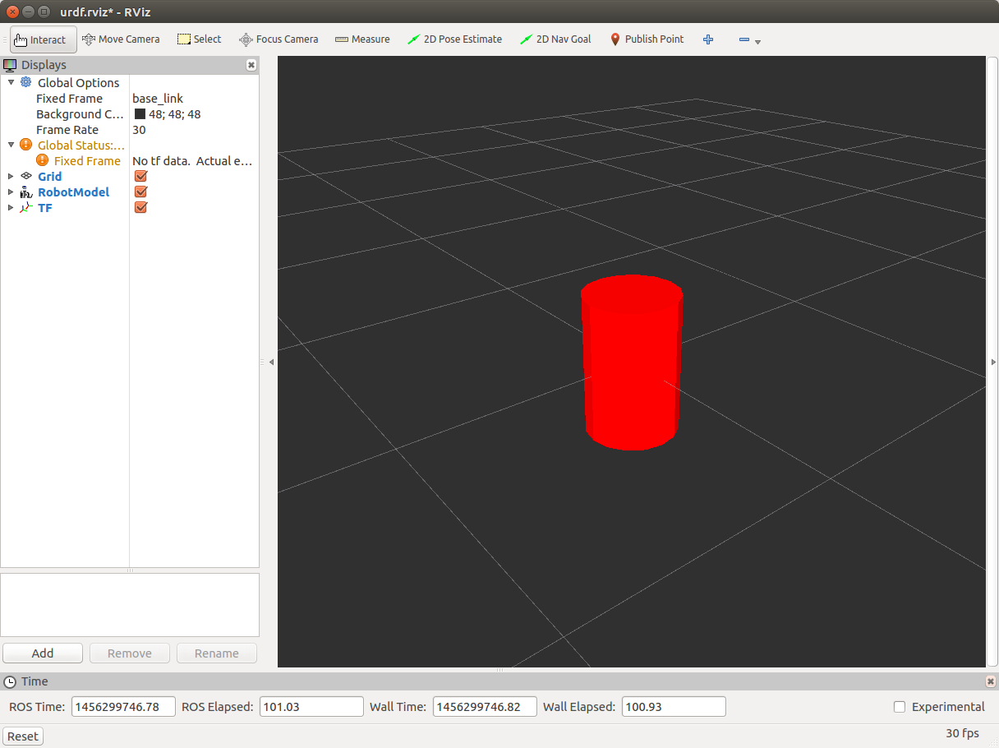 urdf.rviz* - RViz
Interact Move Camera Select Focus Camera Measure 2D Pose Estimate 2D Nav Goal Publish Point
Displays
Global Options
Fixed Frame base_link
Background C... 48; 48; 48
Frame Rate 30
Global Status:...
Fixed Frame No tf data. Actual e...
Grid
RobotModel
TF
Add Remove Rename
Time
ROS Time: 1456299746.78 ROS Elapsed: 101.03 Wall Time: 1456299746.82 Wall Elapsed: 100.93 Experimental
Reset 30 fps